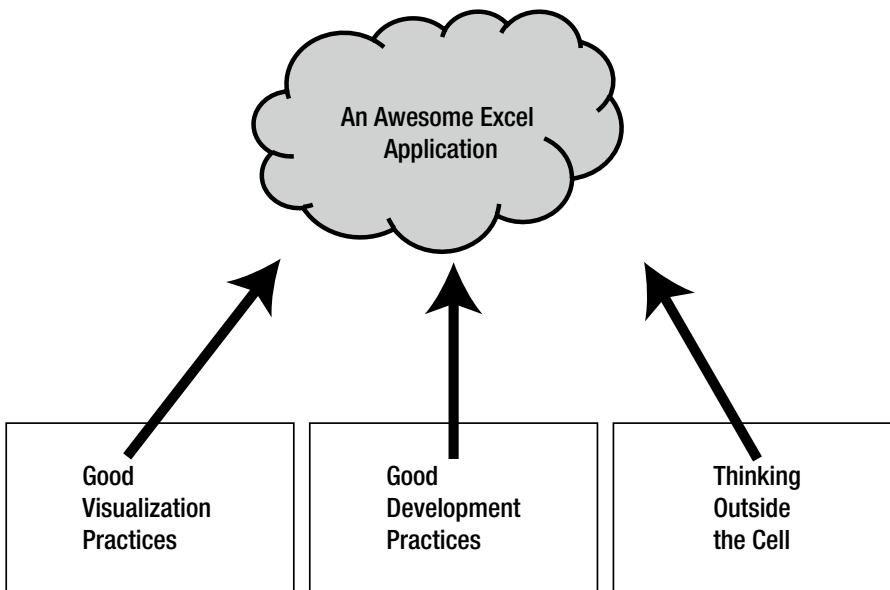 An Awesome Excel
Application
Good
Visualization
Practices
Good
Development
Practices
Thinking
Outside
the Cell